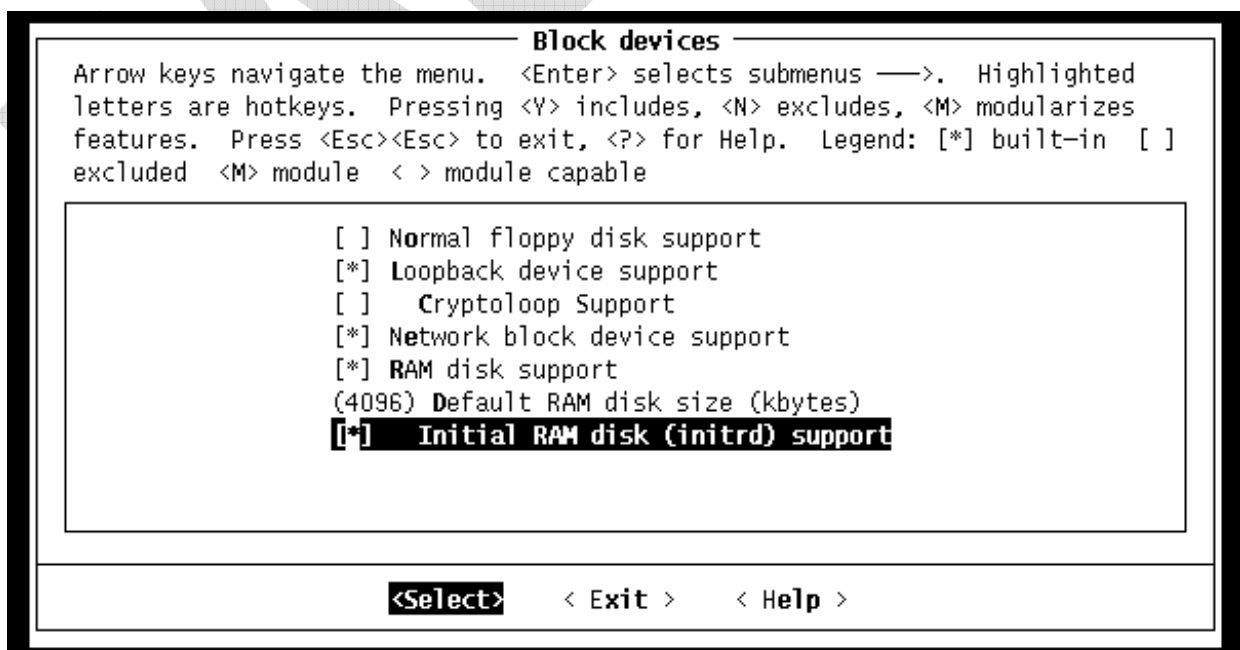 Block devices
Arrow keys navigate the menu. <Enter> selects submenus --->. Highlighted
letters are hotkeys. Pressing <Y> includes, <N> excludes, <M> modularizes
features. Press <Esc><Esc> to exit, <?> for Help. Legend: [*] built-in [ ]
excluded <M> module < > module capable
[ ] Normal floppy disk support
[*] Loopback device support
[ ] Cryptoloop Support
[*] Network block device support
[*] RAM disk support
(4096) Default RAM disk size (kbytes)
[*] Initial RAM disk (initrd) support
<Select> < Exit > < Help >